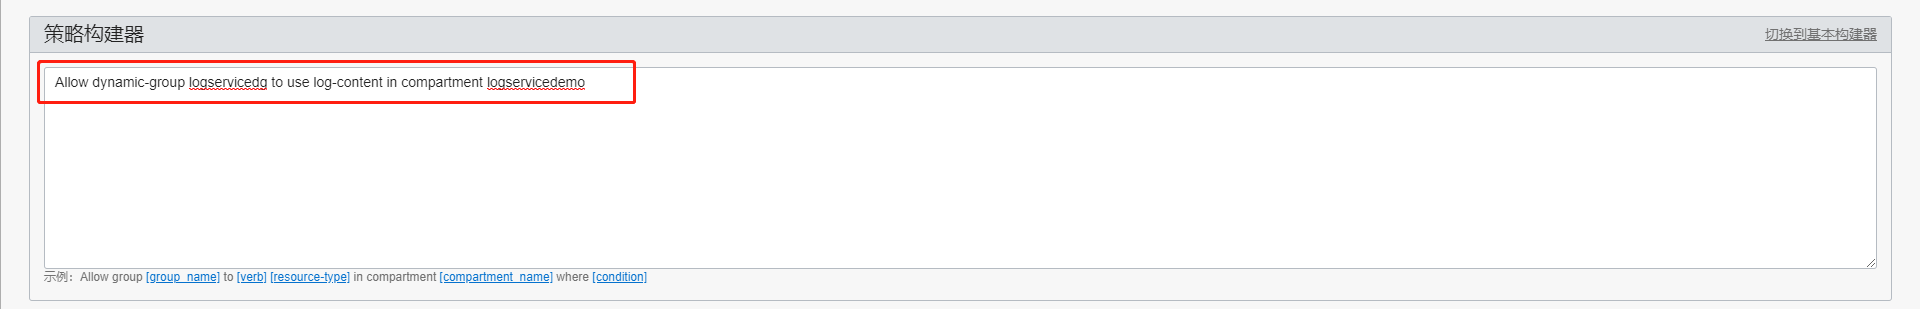 策略构建器
切换到基本构建器
Allow dynamic-group logservicedg to use log-content in compartment logservicedemo
示例：Allow group [group_name] to [verb] [resource-type] in compartment [compartment_name] where [condition]